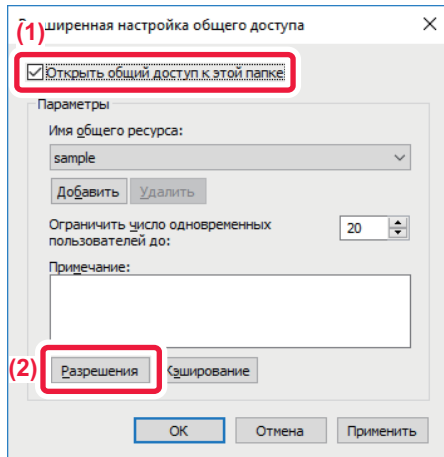 (1)
ширенная настройка общего доступа
Открыть общий доступ к этой папке
Параметры
Имя общего ресурса:
sample
Добавить Удалить
Ограничить число одновременных
пользователей до:
20
Примечание:
(2)
Разрешения Кэширование
ОК Отмена Применить